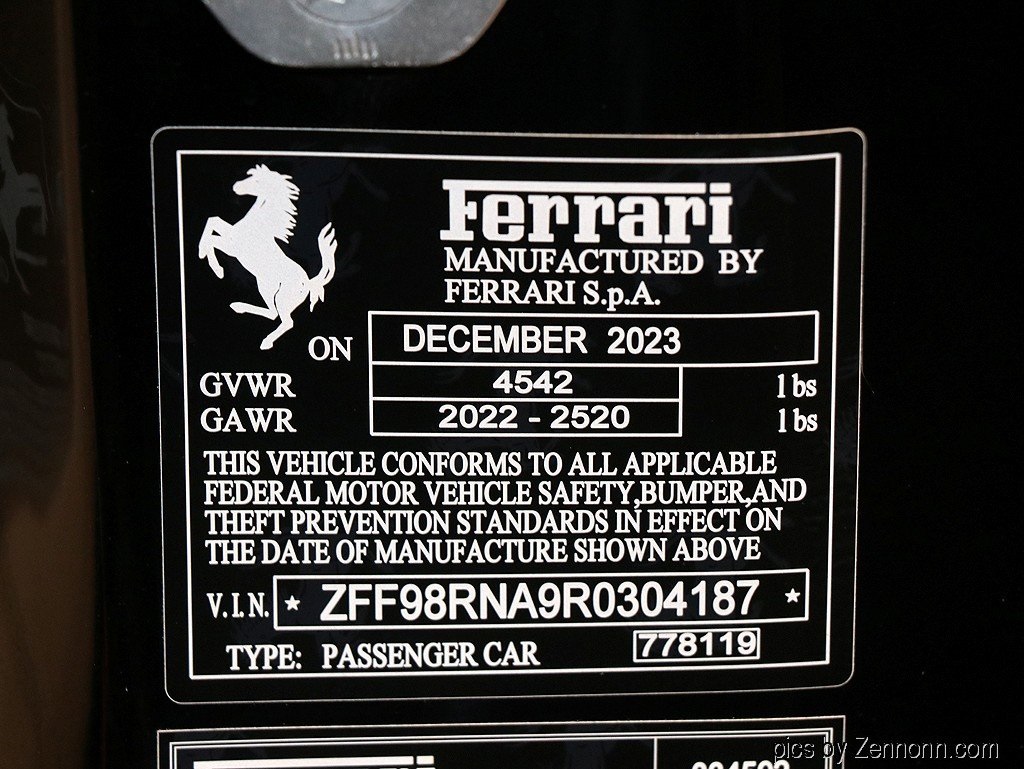 Ferrari
MANUFACTURED BY
FERRARI S.p.A.
ON DECEMBER 2023
GVWR 4542 lbs
GAWR 2022 - 2520 lbs
THIS VEHICLE CONFORMS TO ALL APPLICABLE
FEDERAL MOTOR VEHICLE SAFETY,BUMPER,AND
THEFT PREVENTION STANDARDS IN EFFECT ON
THE DATE OF MANUFACTURE SHOWN ABOVE
V.I.N. * ZFF98RNA9R0304187 *
TYPE: PASSENGER CAR 778119
pics by Zennonn.com